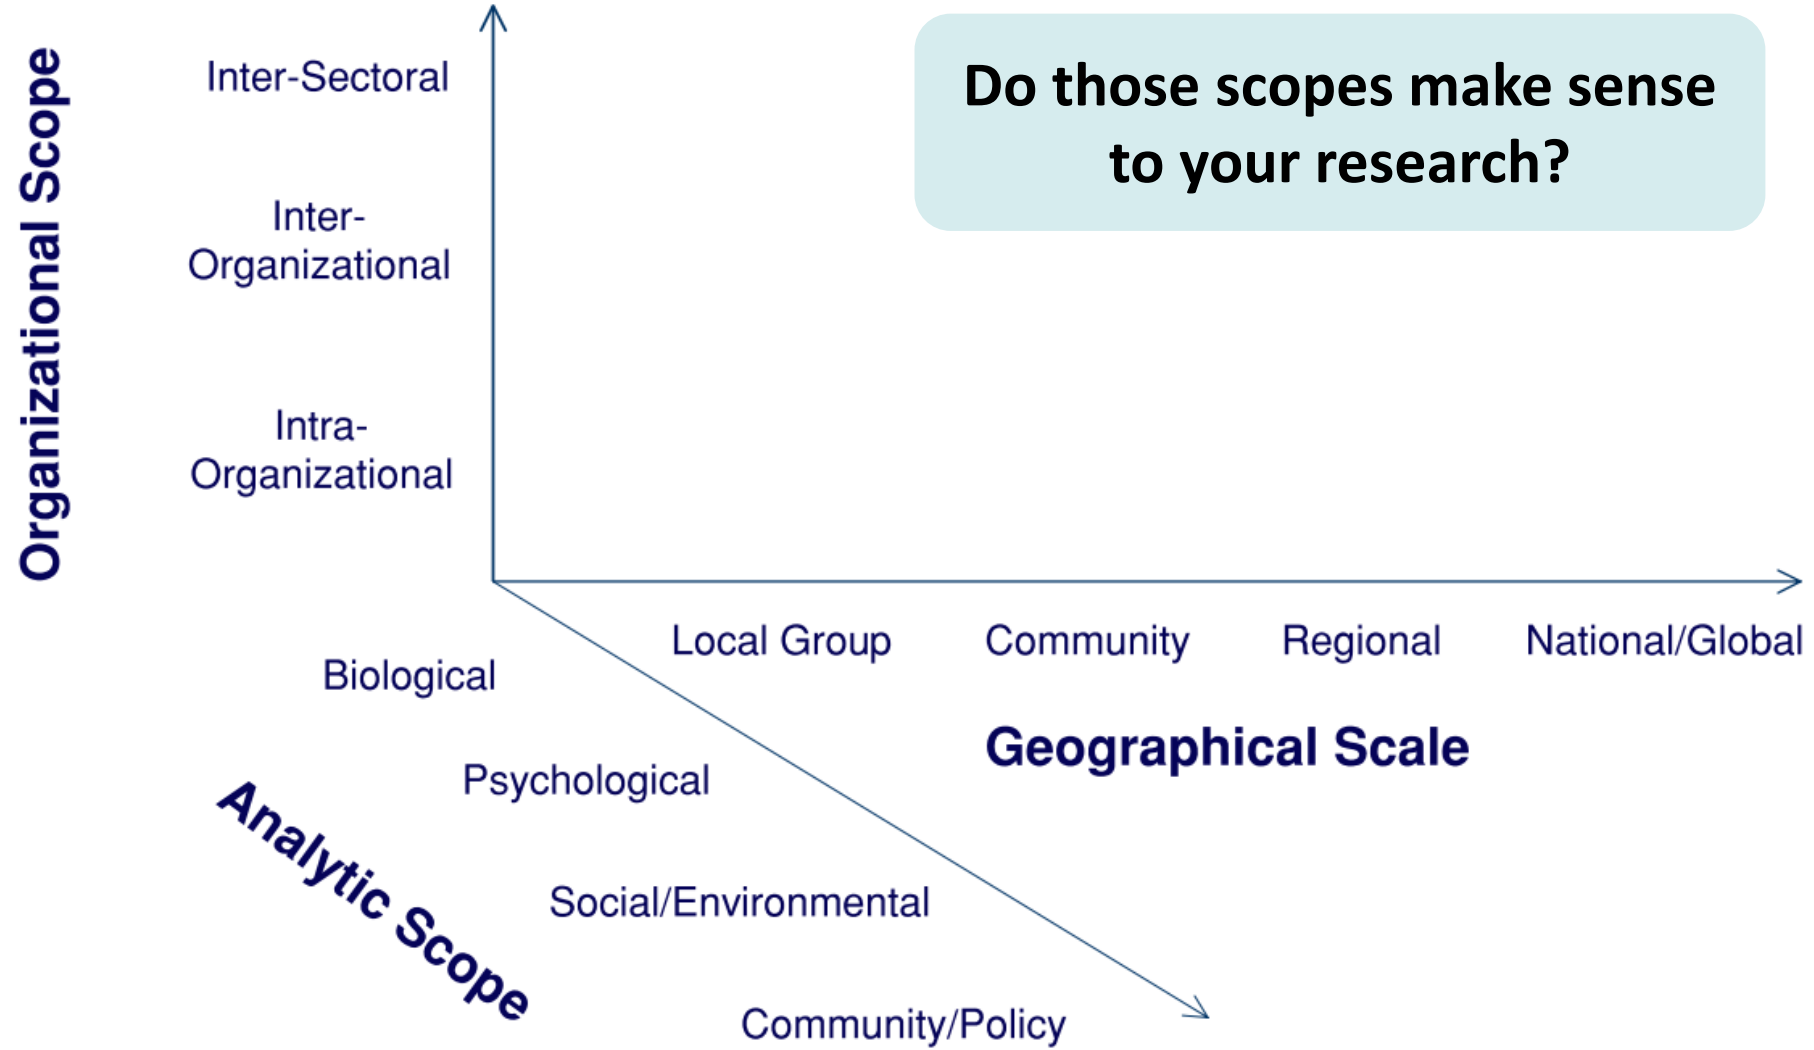 Do those scopes make sense
to your research?
Organizational Scope
Inter-Sectoral
Inter-
Organizational
Intra-
Organizational
Local Group
Community
Regional
National/Global
Geographical Scale
Biological
Psychological
Social/Environmental
Community/Policy
Analytic Scope